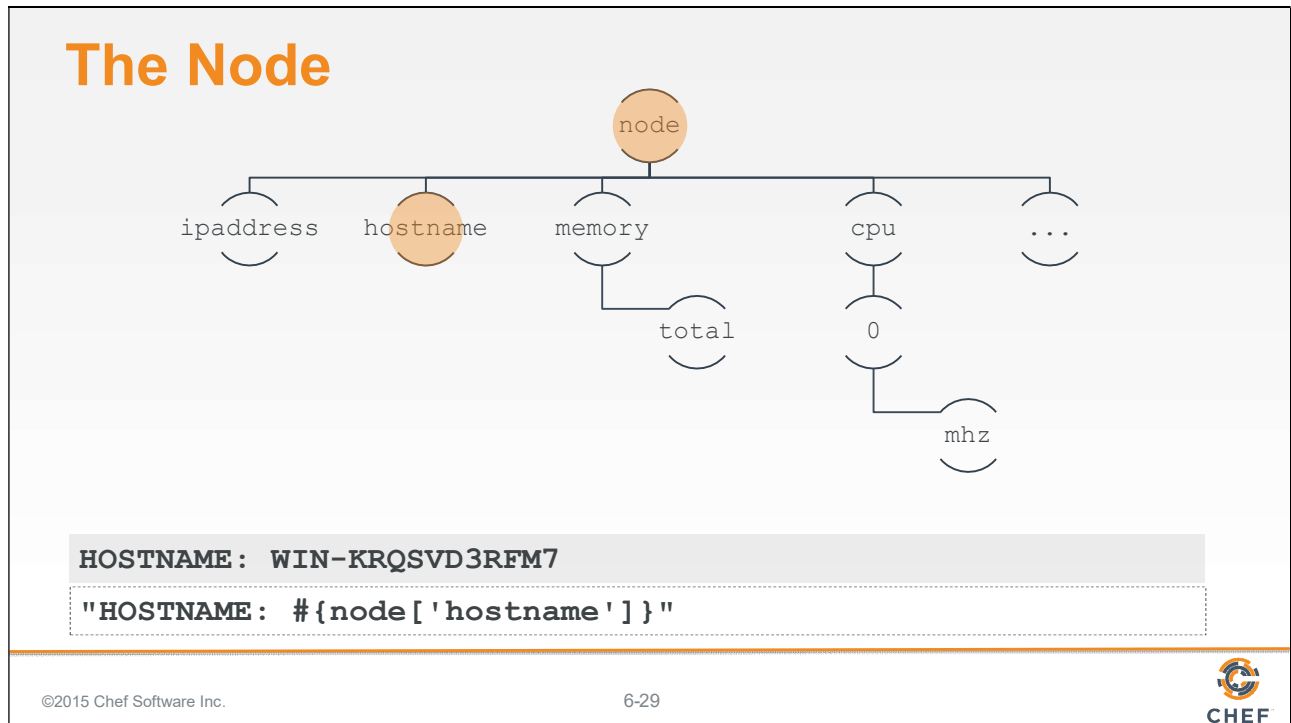 The Node
node
ipaddress hostname memory cpu ...
total 0
mhz
HOSTNAME: WIN-KRQSVD3RFM7
"HOSTNAME: #{node['hostname']}"
©2015 Chef Software Inc. 6-29
CHEF